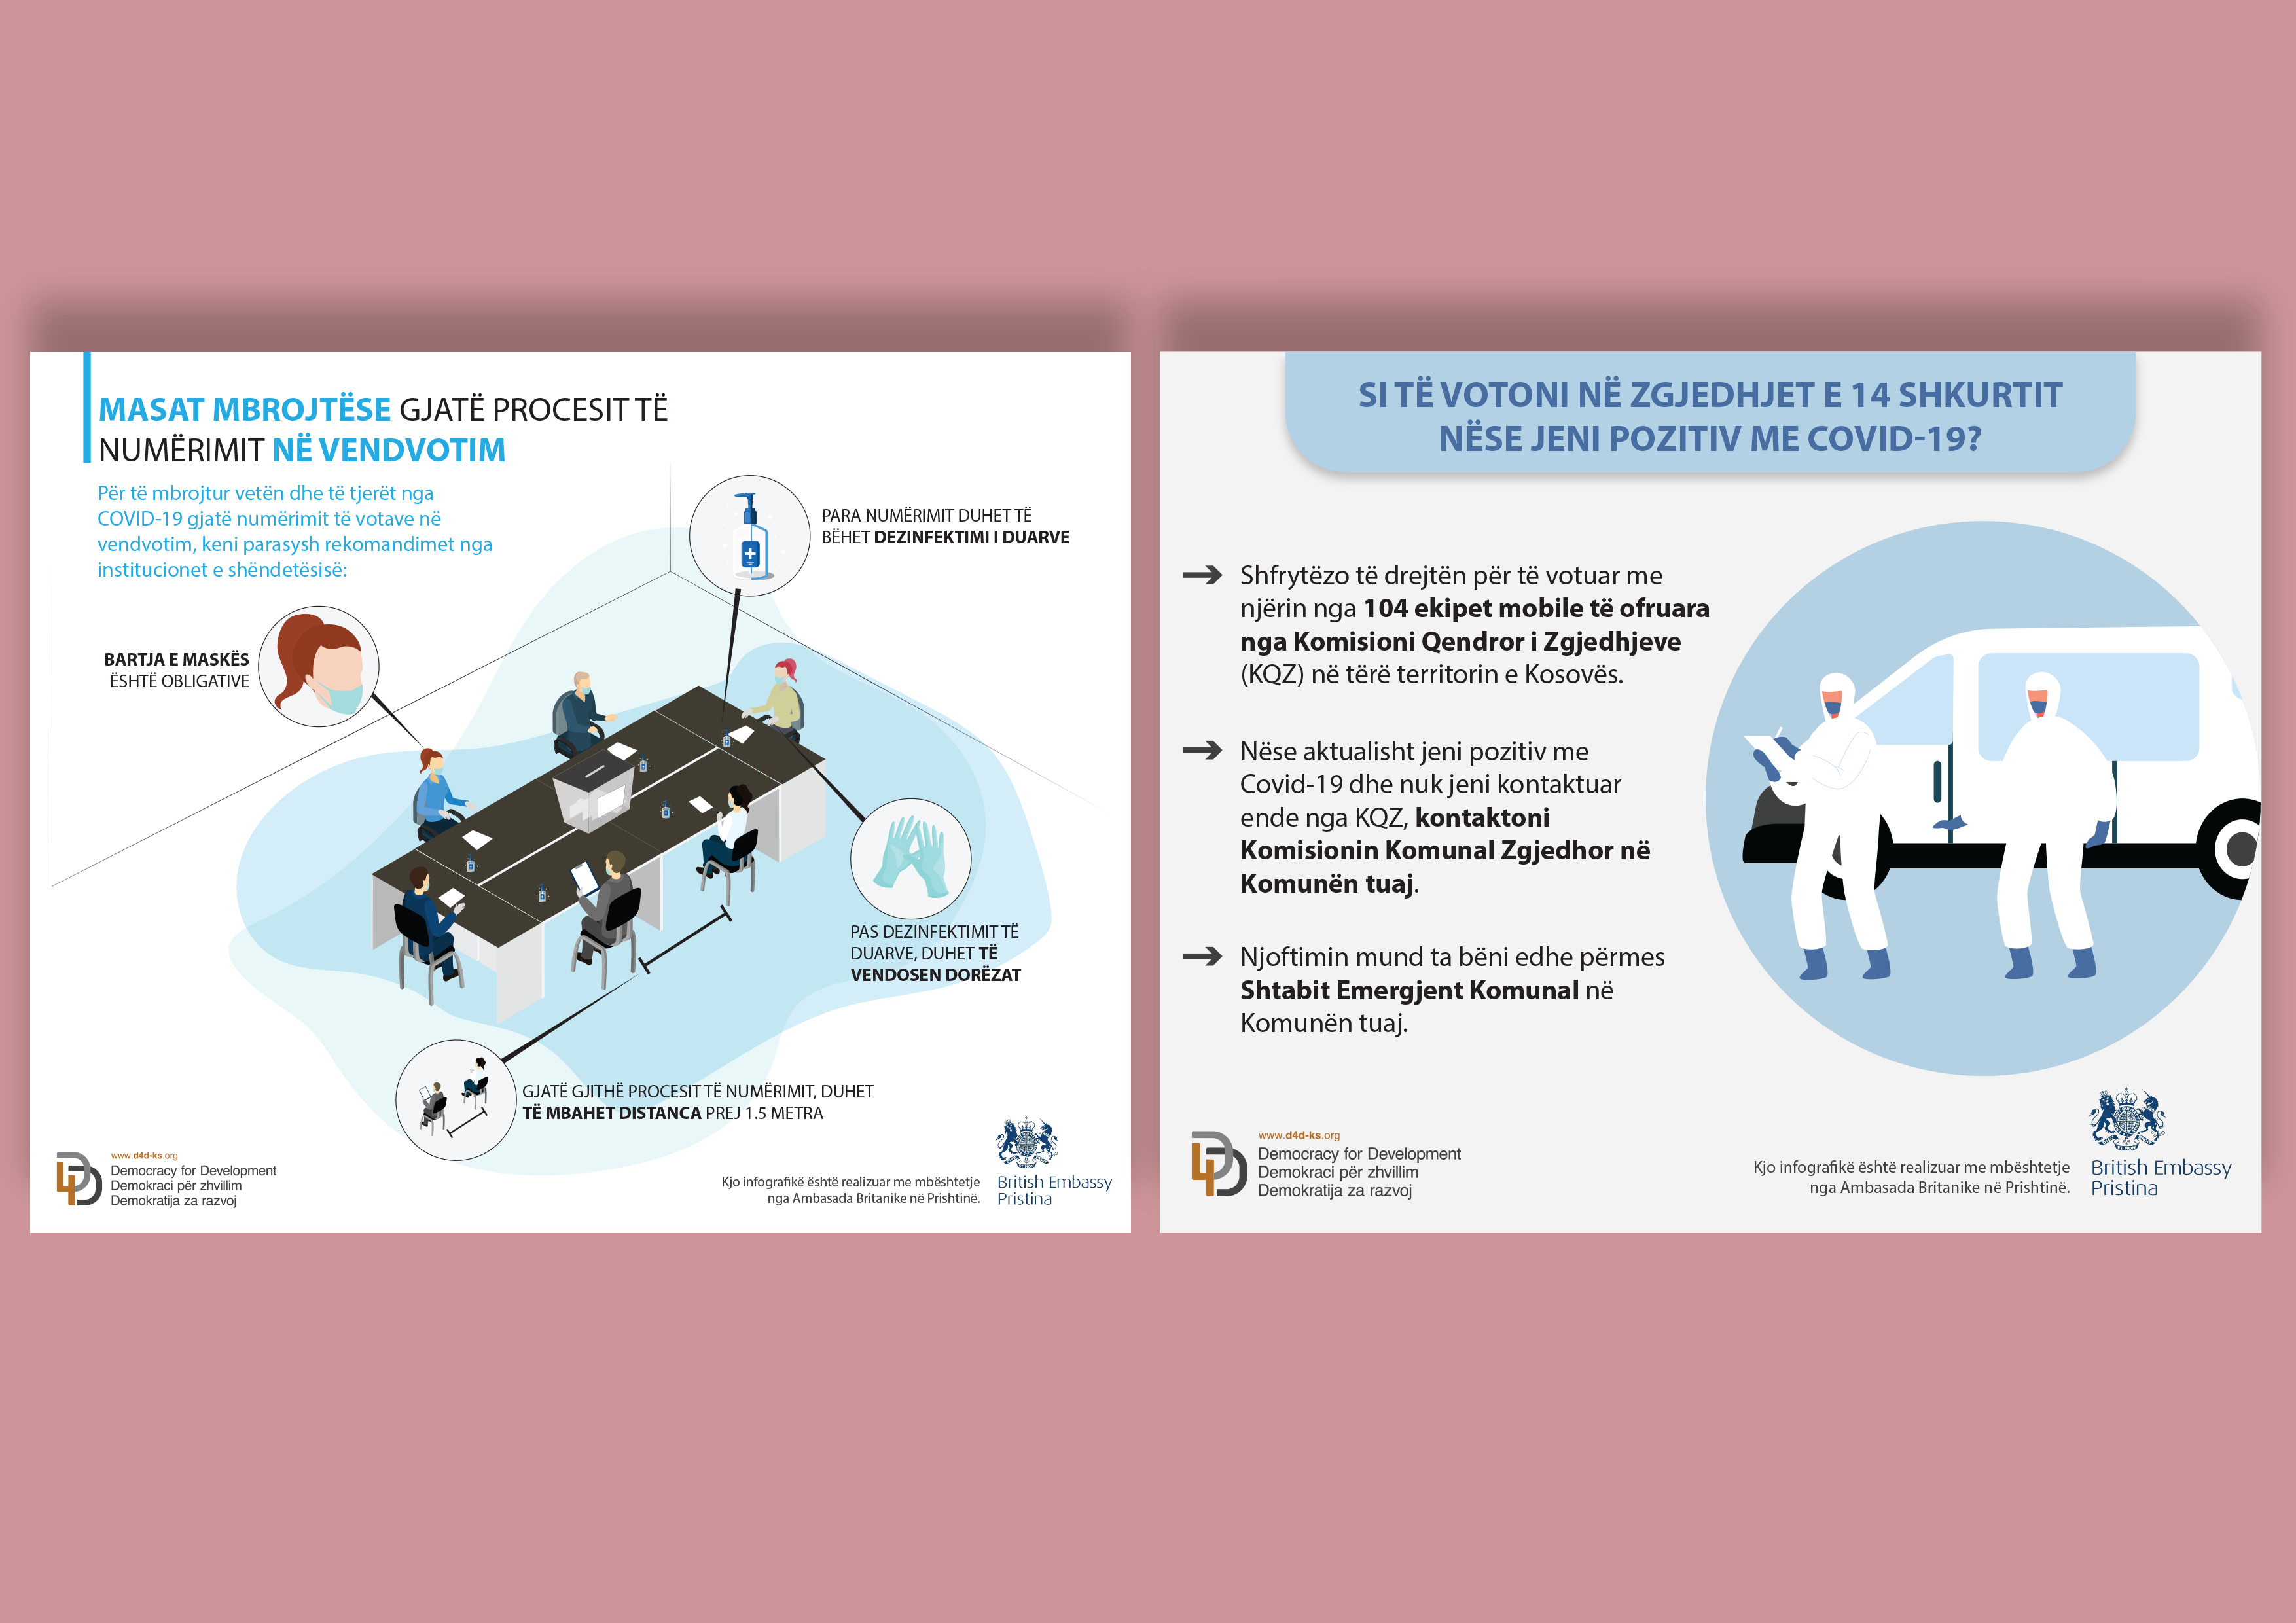 MASAT MBROJTËSE GJATË PROCESIT TË
NUMËRIMIT NË VENDVOTIM
Për të mbrojtur vetën dhe të tjerët nga
COVID-19 gjatë numërimit të votave në
vendvotim, keni parasysh rekomandimet nga
institucionet e shëndetësisë:
PARA NUMËRIMIT DUHET TË
BËHET DEZINFEKTIMI I DUARVE
BARTJA E MASKËS
ËSHTË OBLIGATIVE
PAS DEZINFEKTIMIT TË
DUARVE, DUHET TË
VENDOSEN DORËZAT
GJATË GJITHË PROCESIT TË NUMËRIMIT, DUHET
TË MBAHET DISTANCA PREJ 1.5 METRA
www.d4d-ks.org
Democracy for Development
Demokraci për zhvillim
Demokratija za razvoj
Kjo infografikë është realizuar me mbështetje
nga Ambasada Britanike në Prishtinë.
British Embassy
Pristina
SI TË VOTONI NË ZGJEDHJET E 14 SHKURTIT
NËSE JENI POZITIV ME COVID-19?
Shfrytëzo të drejtën për të votuar me
njërin nga 104 ekipet mobile të ofruara
nga Komisioni Qendror i Zgjedhjeve
(KQZ) në tërë territorin e Kosovës.
Nëse aktualisht jeni pozitiv me
Covid-19 dhe nuk jeni kontaktuar
ende nga KQZ, kontaktoni
Komisionin Komunal Zgjedhor në
Komunën tuaj.
Njoftimin mund ta bëni edhe përmes
Shtabit Emergjent Komunal në
Komunën tuaj.
www.d4d-ks.org
Democracy for Development
Demokraci për zhvillim
Demokratija za razvoj
Kjo infografikë është realizuar me mbështetje
nga Ambasada Britanike në Prishtinë.
British Embassy
Pristina